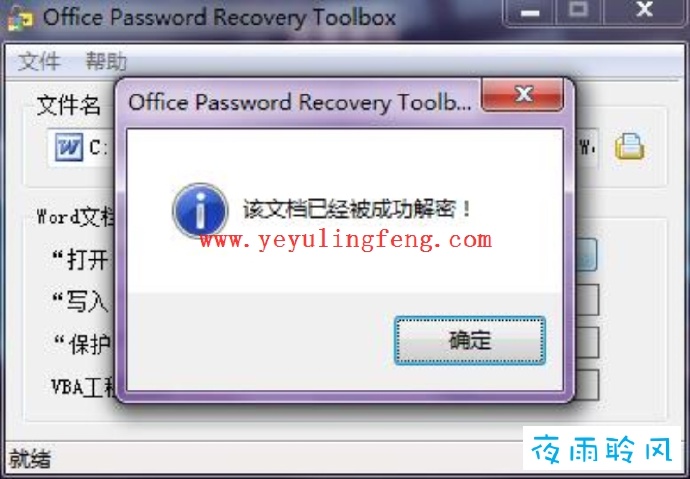 Office Password Recovery Toolbox
文件 帮助
文件名
Office Password Recovery Toolb...
C:
该文档已经被成功解密！
www.yeyulingfeng.com
Word文档
“打开
“写入
“保护
VBA工程
确定
就绪
夜雨聆风